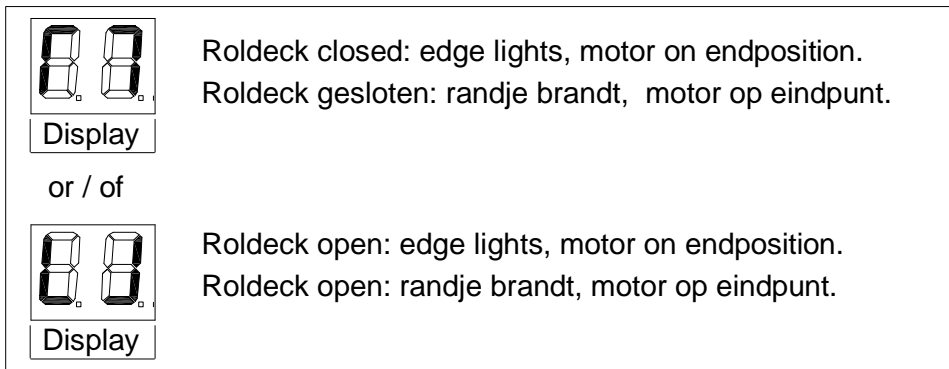 Roldeck closed: edge lights, motor on endposition.
Roldeck gesloten: randje brandt, motor op eindpunt.
Display
or / of
Roldeck open: edge lights, motor on endposition.
Roldeck open: randje brandt, motor op eindpunt.
Display